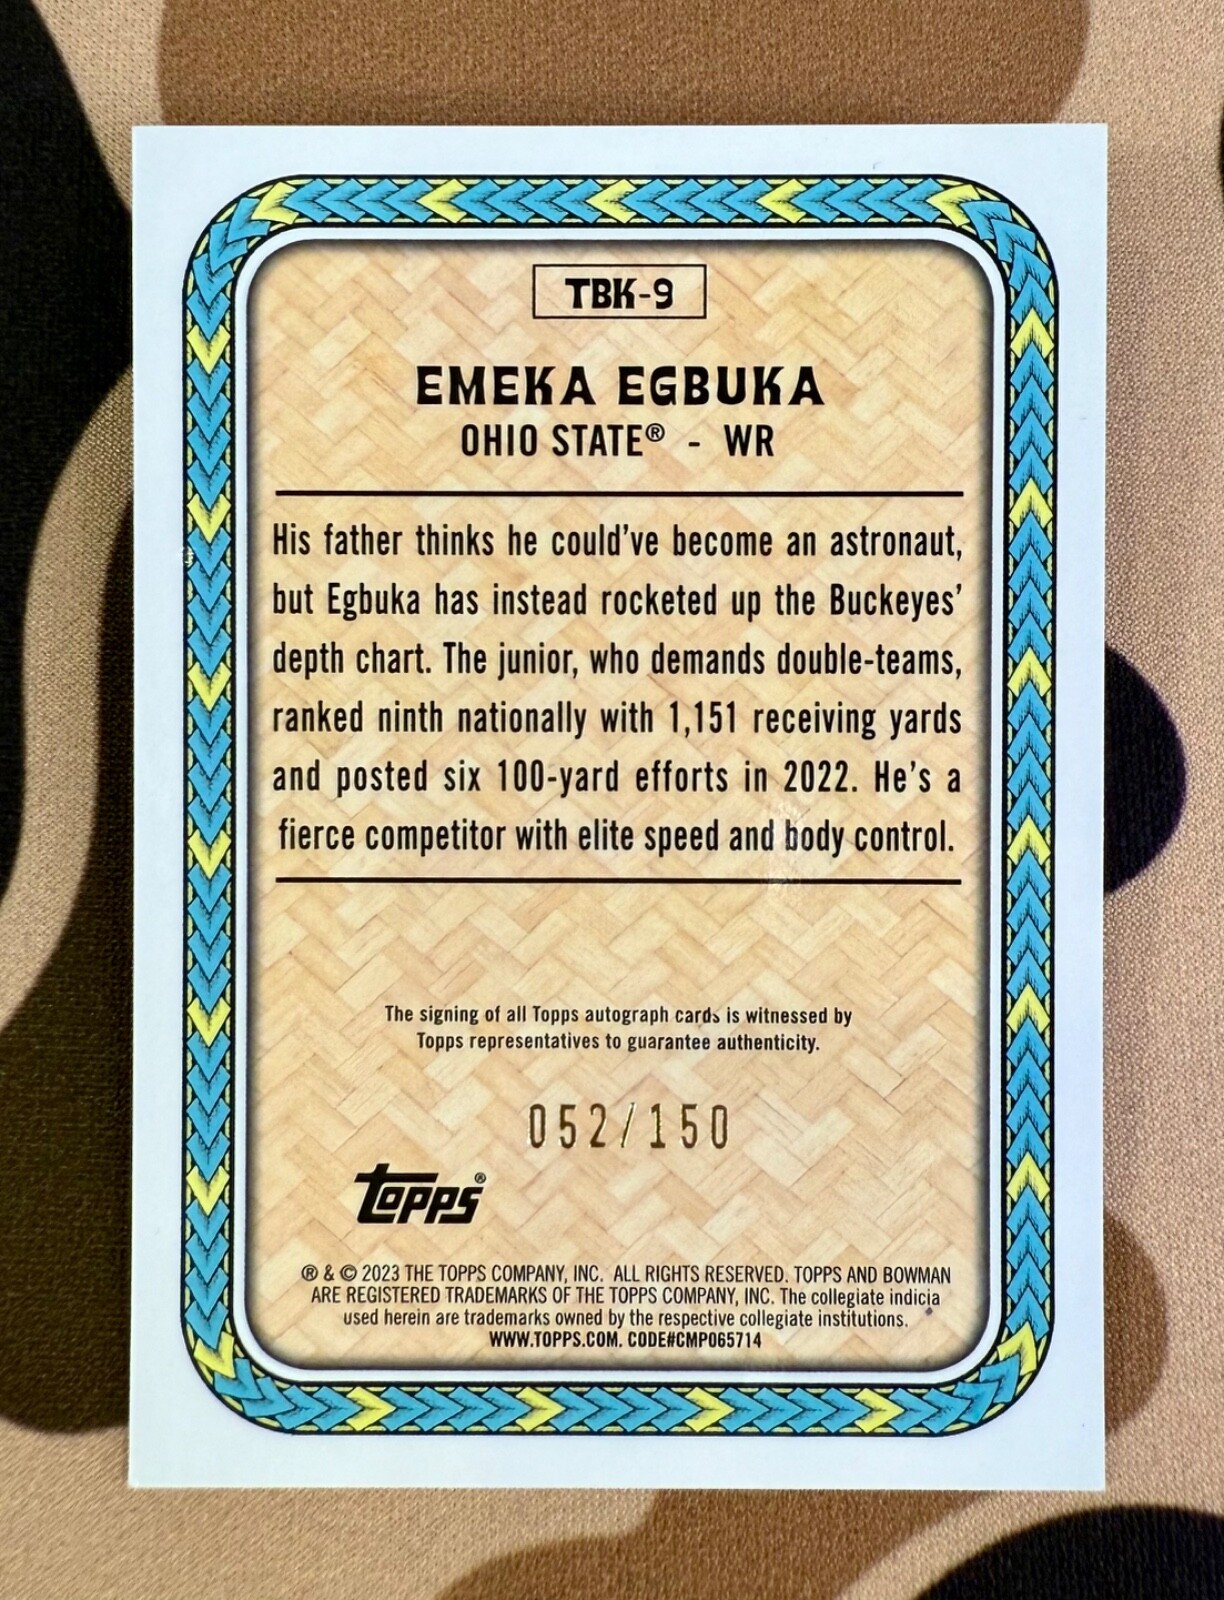 TBK-9
EMEKA EGBUKA
OHIO STATE® - WR
His father thinks he could've become an astronaut,
but Egbuka has instead rocketed up the Buckeyes'
depth chart. The junior, who demands double-teams,
ranked ninth nationally with 1,151 receiving yards
and posted six 100-yard efforts in 2022. He's a
fierce competitor with elite speed and body control.
The signing of all Topps autograph cards is witnessed by
Topps representatives to guarantee authenticity.
052/150
topps®
® & © 2023 THE TOPPS COMPANY, INC. ALL RIGHTS RESERVED. TOPPS AND BOWMAN
ARE REGISTERED TRADEMARKS OF THE TOPPS COMPANY, INC. The collegiate indicia
used herein are trademarks owned by the respective collegiate institutions.
WWW.TOPPS.COM. CODE#CMP065714